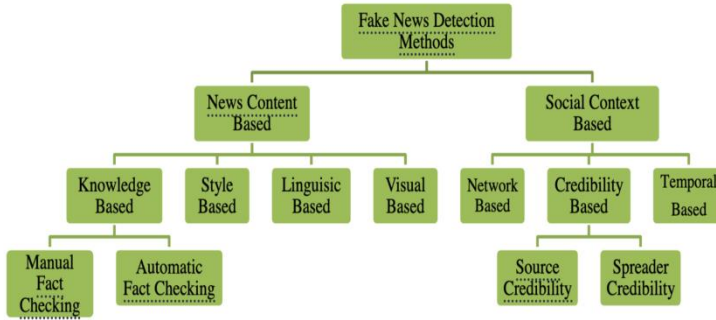 Fake News Detection
Methods
News Content
Based
Social Context
Based
Knowledge
Based
Style
Based
Linguisic
Based
Visual
Based
Network
Based
Credibility
Based
Temporal
Based
Manual
Fact
Checking
Automatic
Fact Checking
Source
Credibility
Spreader
Credibility